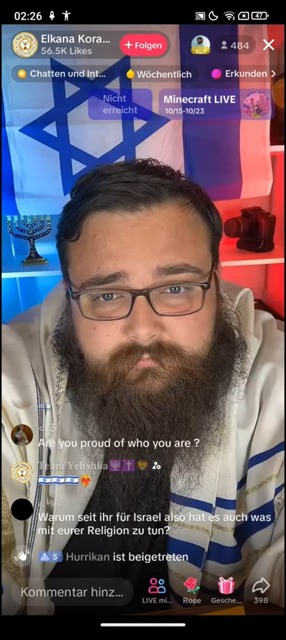 02:26
47
Elkana Kora...
56.5K Likes
+ Folgen
484
Chatten und Int...
Wöchentlich
Erkunden
Nicht
erreicht
Minecraft LIVE
10/15-10/23
Are you proud of who you are ?
Team Yehshua
Warum seit ihr für Israel also hat es auch was
mit eurer Religion zu tun?
5 Hurrikan ist beigetreten
Kommentar hinz...
LIVE mi...
Rose
Gesche...
398